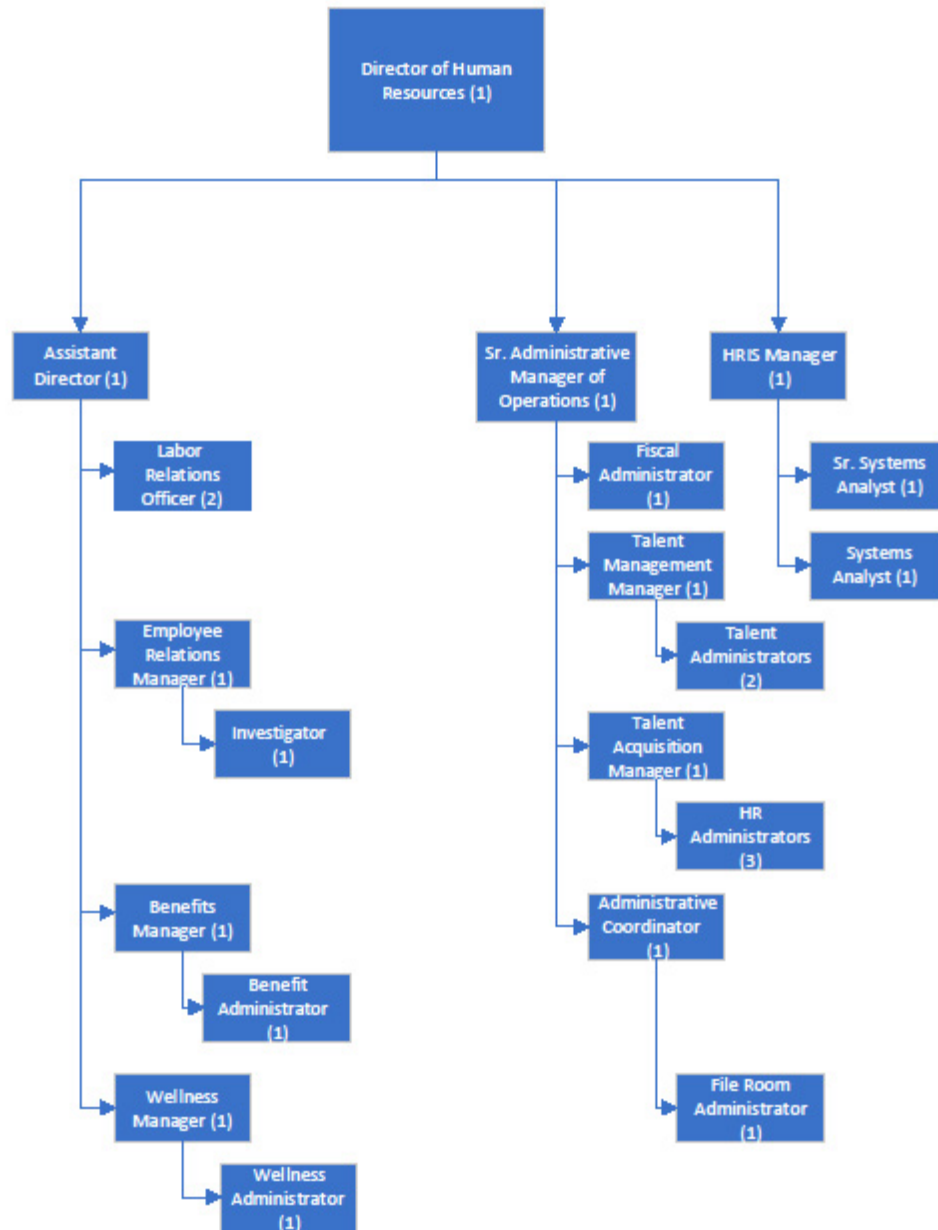 Director of Human
Resources (1)
Assistant
Director (1)
Sr. Administrative
Manager of
Operations (1)
HRIS Manager
(1)
Labor
Relations
Officer (2)
Employee
Relations
Manager (1)
Investigator
(1)
Benefits
Manager (1)
Benefit
Administrator
(1)
Wellness
Manager (1)
Wellness
Administrator
(1)
Fiscal
Administrator
(1)
Talent
Management
Manager (1)
Talent
Administrators
(2)
Talent
Acquisition
Manager (1)
HR
Administrators
(3)
Administrative
Coordinator
(1)
File Room
Administrator
(1)
Sr. Systems
Analyst (1)
Systems
Analyst (1)